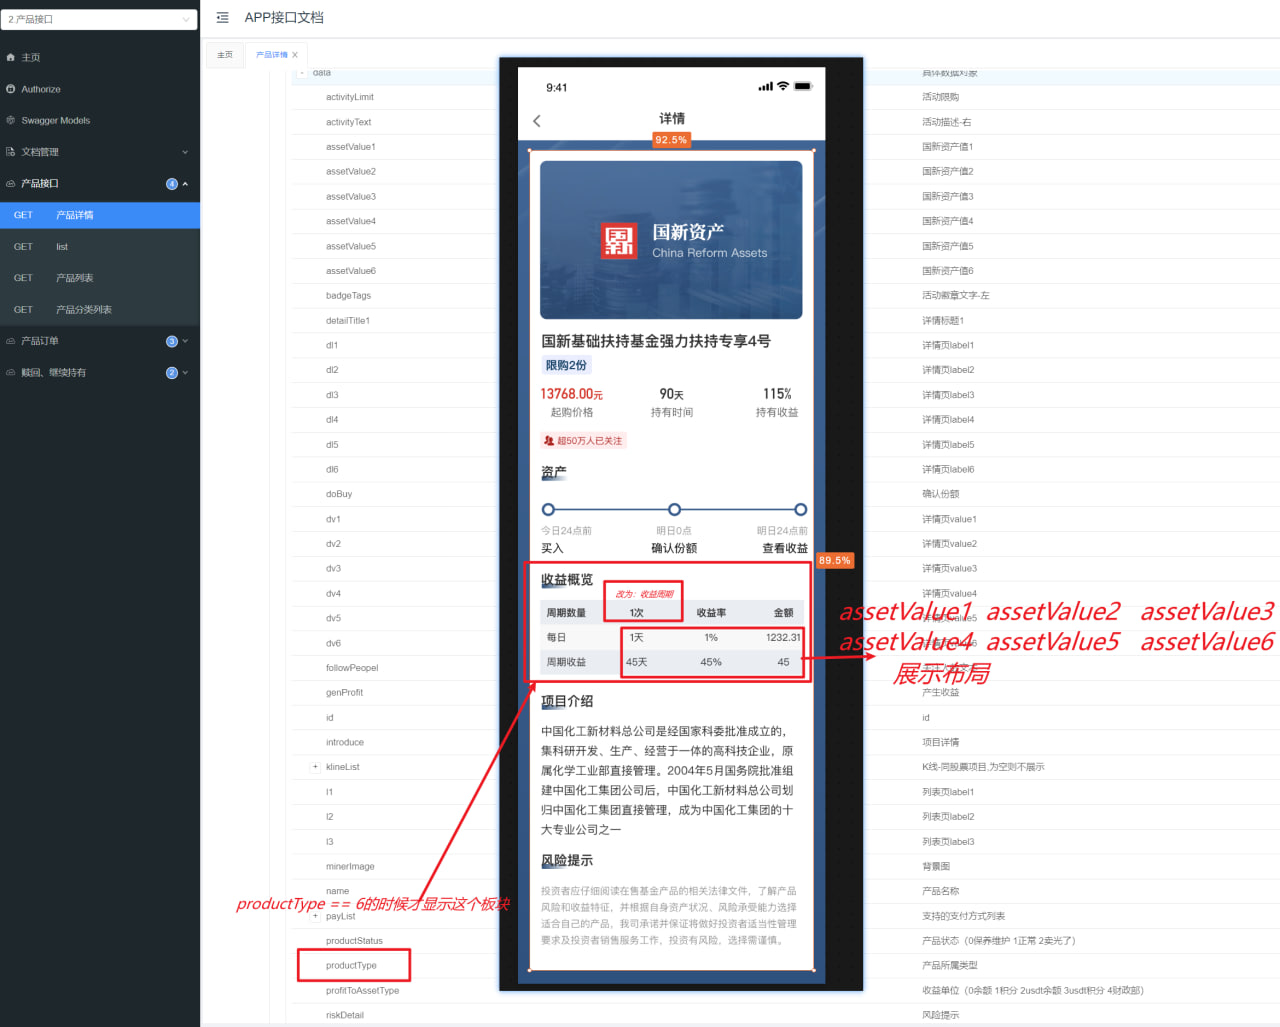 2.产品接口
主页
Authorize
Swagger Models
文档管理
产品接口 4
GET 产品详情
GET list
GET 产品列表
GET 产品分类列表
产品订单 3
赎回、继续持有 2
APP接口文档
主页 产品详情 ×
- data 具体数据对象
activityLimit 活动限购
activityText 活动描述-右
assetValue1 国新资产值1
assetValue2 国新资产值2
assetValue3 国新资产值3
assetValue4 国新资产值4
assetValue5 国新资产值5
assetValue6 国新资产值6
badgeTags 活动徽章文字-左
detailTitle1 详情标题1
dl1 详情页label1
dl2 详情页label2
dl3 详情页label3
dl4 详情页label4
dl5 详情页label5
dl6 详情页label6
doBuy 确认份额
dv1 详情页value1
dv2 详情页value2
dv3 详情页value3
dv4 详情页value4
dv5
dv6
followPeopel
genProfit 产生收益
id id
introduce 项目详情
+ klineList K线-同股票项目,为空则不展示
l1 列表页label1
l2 列表页label2
l3 列表页label3
minerImage 背景图
name 产品名称
+ payList 支持的支付方式列表
productStatus 产品状态（0保养维护 1正常 2卖光了）
productType 产品所属类型
profitToAssetType 收益单位（0余额 1积分 2usdt余额 3usdt积分 4财政部）
riskDetail 风险提示
9:41
详情
92.5%
国新资产
China Reform Assets
国新基础扶持基金强力扶持专享4号
限购2份
13768.00元 90天 115%
起购价格 持有时间 持有收益
超50万人已关注
资产
今日24点前 明日0点 明日24点前
买入 确认份额 查看收益
89.5%
收益概览
改为：收益周期
周期数量 1次 收益率 金额
每日 1天 1% 1232.31
周期收益 45天 45% 45
assetValue1 assetValue2 assetValue3
assetValue4 assetValue5 assetValue6
展示布局
项目介绍
中国化工新材料总公司是经国家科委批准成立的，
集科研开发、生产、经营于一体的高科技企业，原
属化学工业部直接管理。2004年5月国务院批准组
建中国化工集团公司后，中国化工新材料总公司划
归中国化工集团直接管理，成为中国化工集团的十
大专业公司之一
风险提示
投资者应仔细阅读在售基金产品的相关法律文件，了解产品
风险和收益特征，并根据自身资产状况、风险承受能力选择
适合自己的产品，我司承诺并保证将做好投资者适当性管理
要求及投资者销售服务工作，投资有风险，选择需谨慎。
productType == 6的时候才显示这个板块